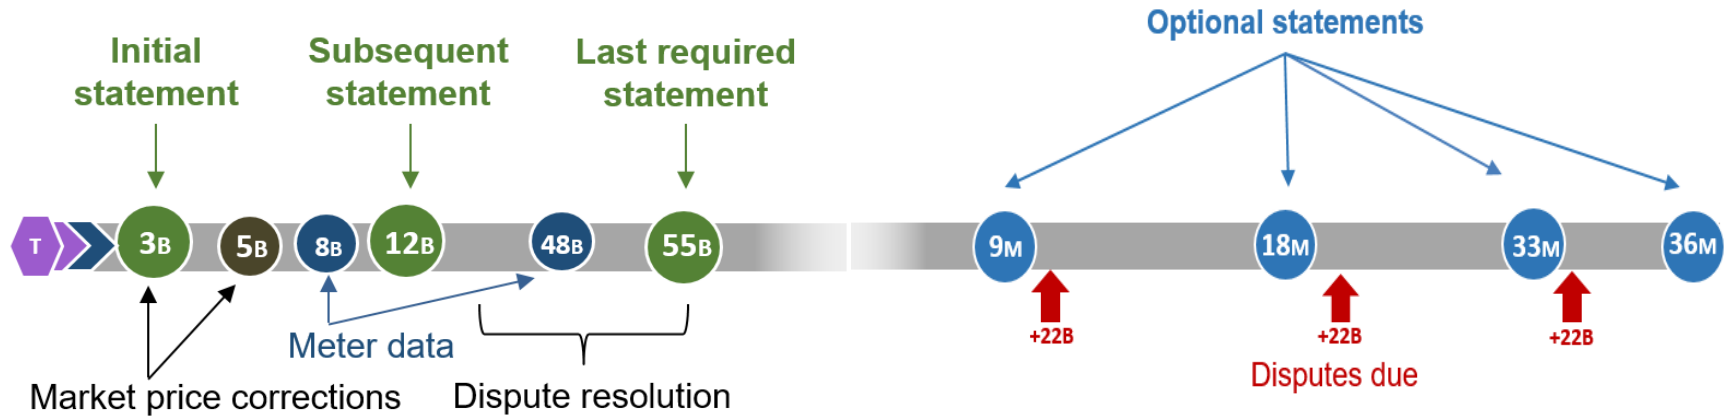 Initial
statement
Subsequent
statement
Last required
statement
Optional statements
T
3B
5B
8B
12B
48B
55B
9M
18M
33M
36M
Meter data
+22B
+22B
+22B
Market price corrections
Dispute resolution
Disputes due